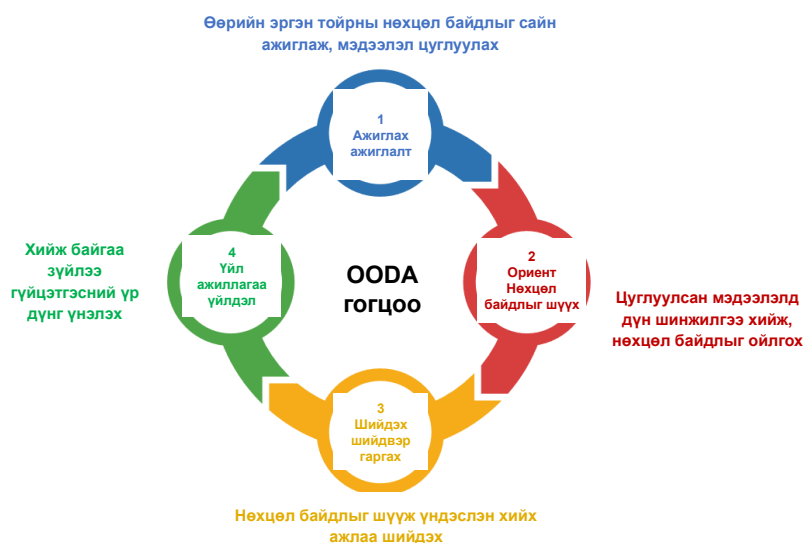 Өөрийн эргэн тойрны нөхцөл байдлыг сайн
ажиглаж, мэдээлэл цуглуулах
1
Ажиглах
ажиглалт
2
Ориент
Нөхцөл
байдлыг шүүх
Цуглуулсан мэдээлэлд
дүн шинжилгээ хийж,
нөхцөл байдлыг ойлгох
3
Шийдэх
шийдвэр
гаргах
Нөхцөл байдлыг шүүж үндэслэн хийх
ажлаа шийдэх
4
Үйл
ажиллагаа
үйлдэл
Хийж байгаа
зүйлээ
гүйцэтгэсний үр
дүнг үнэлэх
OODA
гогцоо